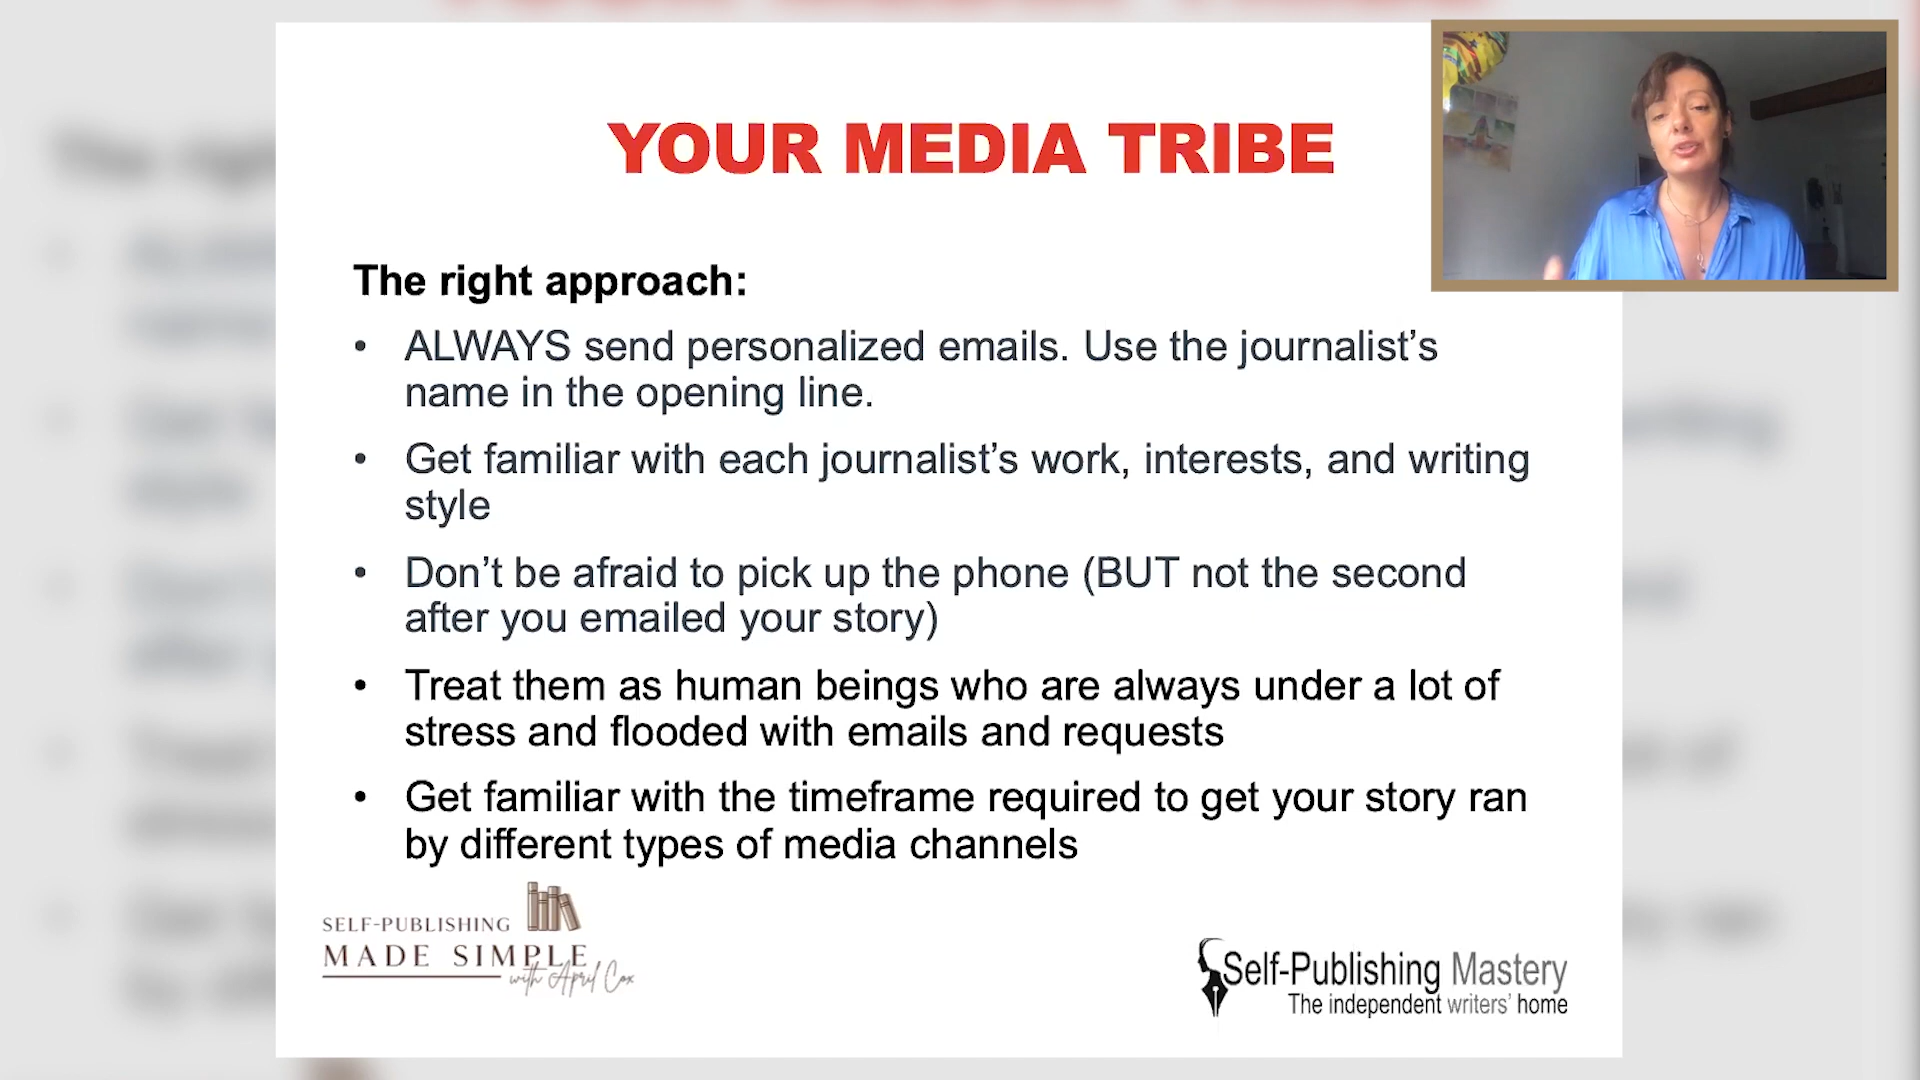 YOUR MEDIA TRIBE
The right approach:
• ALWAYS send personalized emails. Use the journalist’s
name in the opening line.
• Get familiar with each journalist’s work, interests, and writing
style
• Don’t be afraid to pick up the phone (BUT not the second
after you emailed your story)
• Treat them as human beings who are always under a lot of
stress and flooded with emails and requests
• Get familiar with the timeframe required to get your story ran
by different types of media channels
SELF-PUBLISHING
MADE SIMPLE
with April Cox
Self-Publishing Mastery
The independent writers’ home